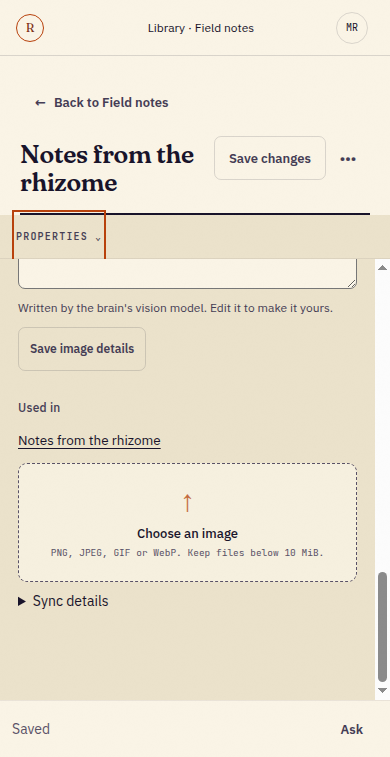 R
Library · Field notes
MR
← Back to Field notes
Notes from the
rhizome
Save changes
•••
PROPERTIES ⌄
Written by the brain's vision model. Edit it to make it yours.
Save image details
Used in
Notes from the rhizome
↑
Choose an image
PNG, JPEG, GIF or WebP. Keep files below 10 MiB.
▶ Sync details
Saved
Ask